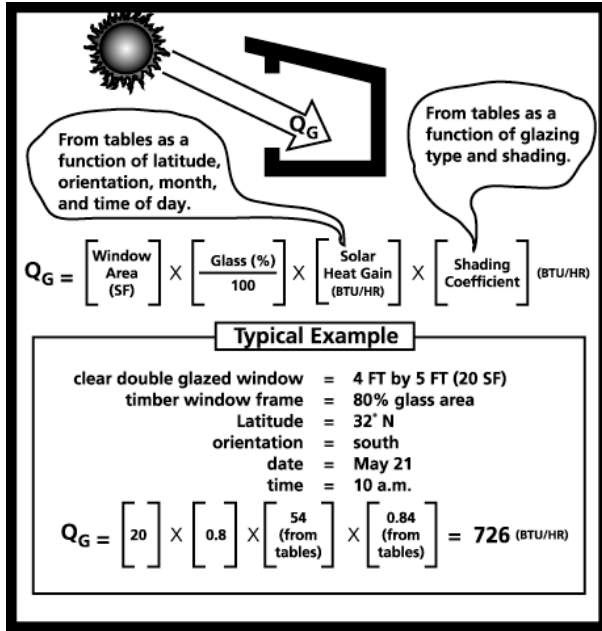 Q_G
From tables as a
function of latitude,
orientation, month,
and time of day.
From tables as a
function of glazing
type and shading.
Q_G = [Window Area (SF)] X [Glass (%) / 100] X [Solar Heat Gain (BTU/HR)] X [Shading Coefficient] (BTU/HR)
Typical Example
clear double glazed window = 4 FT by 5 FT (20 SF)
timber window frame = 80% glass area
Latitude = 32° N
orientation = south
date = May 21
time = 10 a.m.
Q_G = [20] X [0.8] X [54 (from tables)] X [0.84 (from tables)] = 726 (BTU/HR)